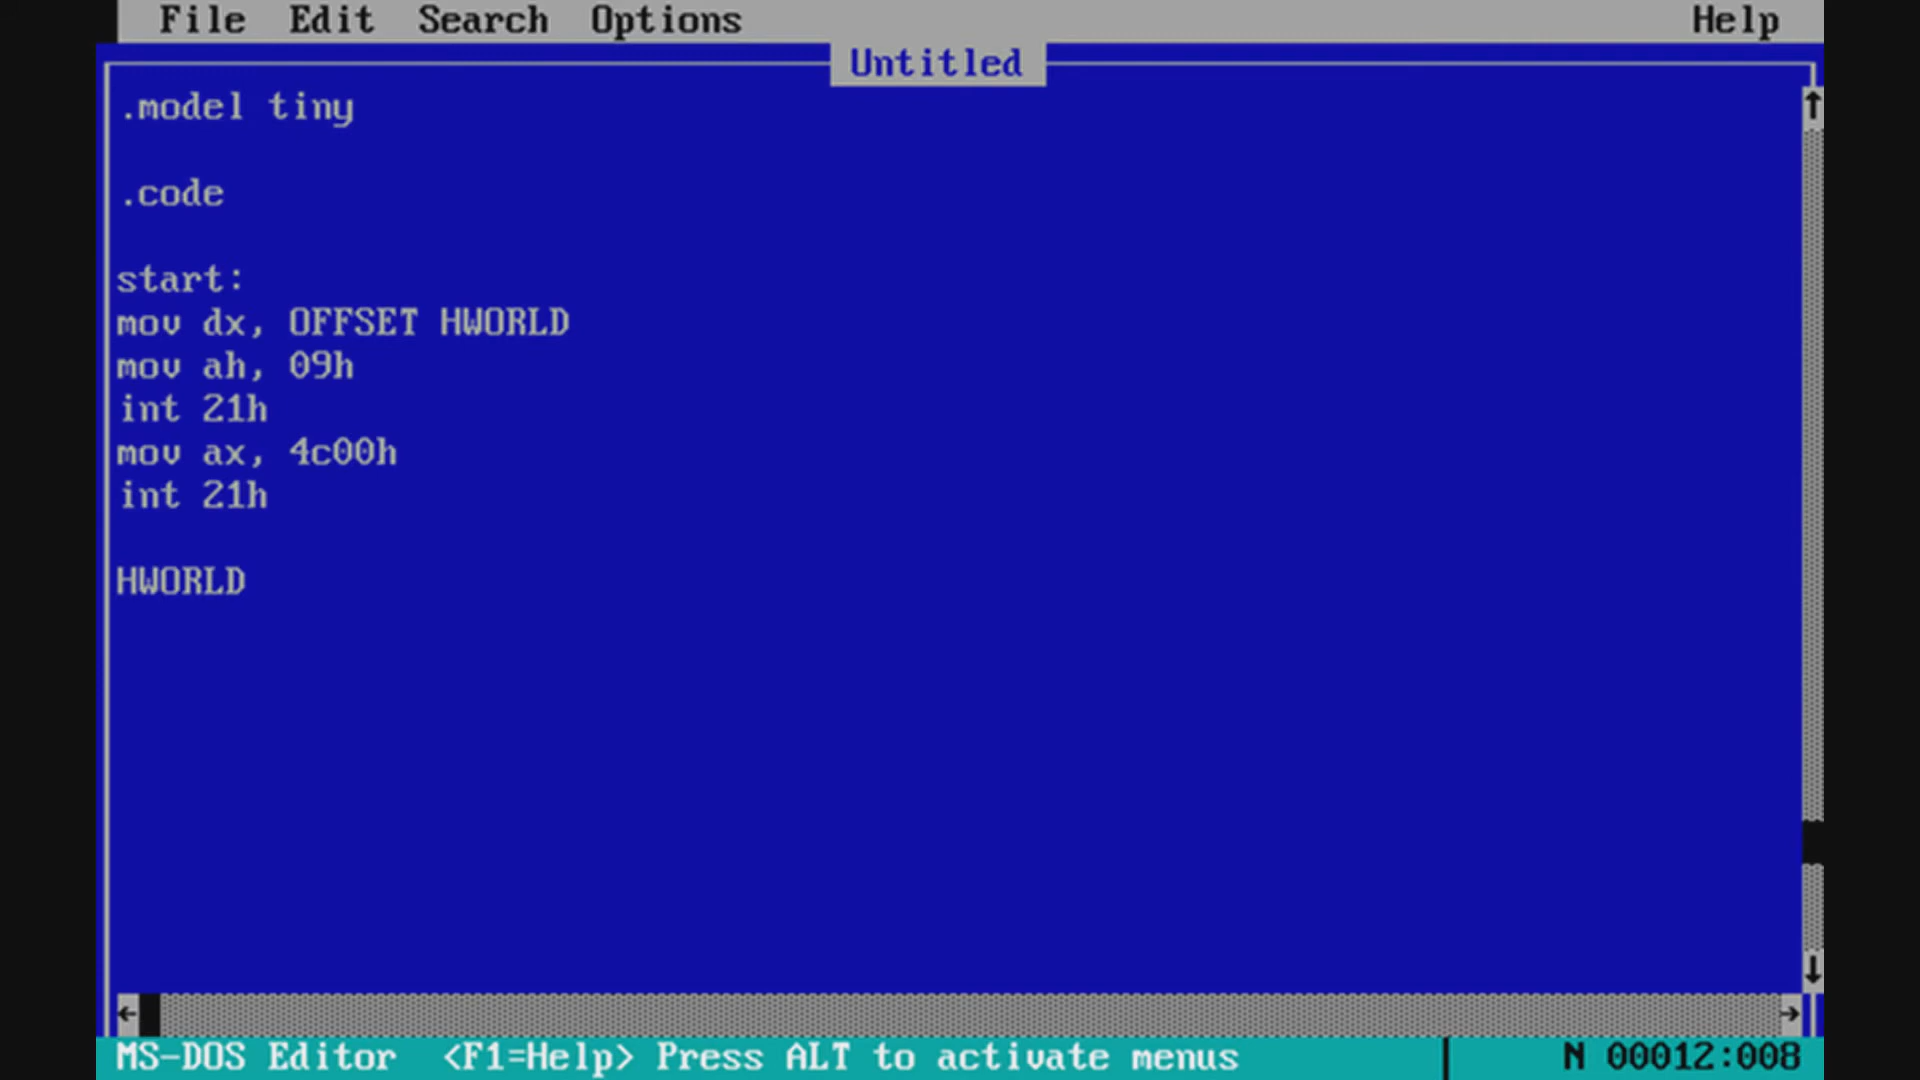 File Edit Search Options Help
Untitled
.model tiny
.code
start:
mov dx, OFFSET HWORLD
mov ah, 09h
int 21h
mov ax, 4c00h
int 21h
HWORLD
MS-DOS Editor <F1=Help> Press ALT to activate menus N 00012:008